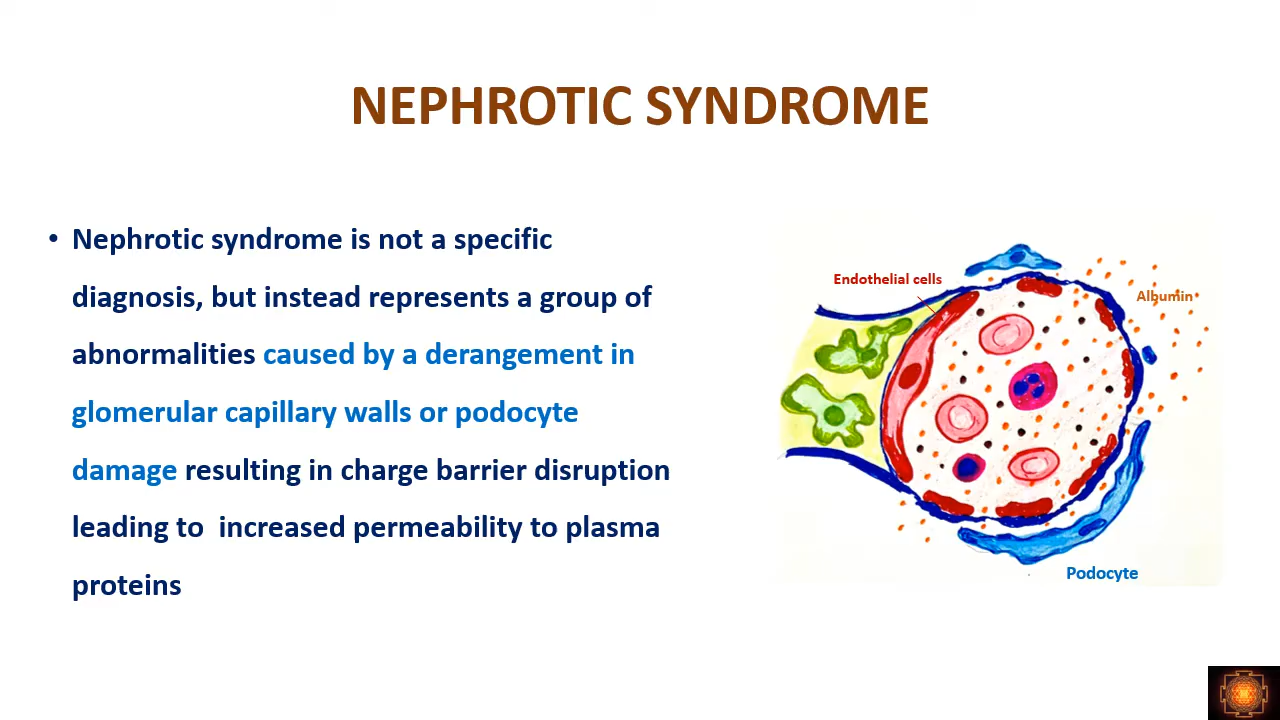 NEPHROTIC SYNDROME
• Nephrotic syndrome is not a specific
diagnosis, but instead represents a group of
abnormalities caused by a derangement in
glomerular capillary walls or podocyte
damage resulting in charge barrier disruption
leading to  increased permeability to plasma
proteins
Endothelial cells
Albumin
Podocyte